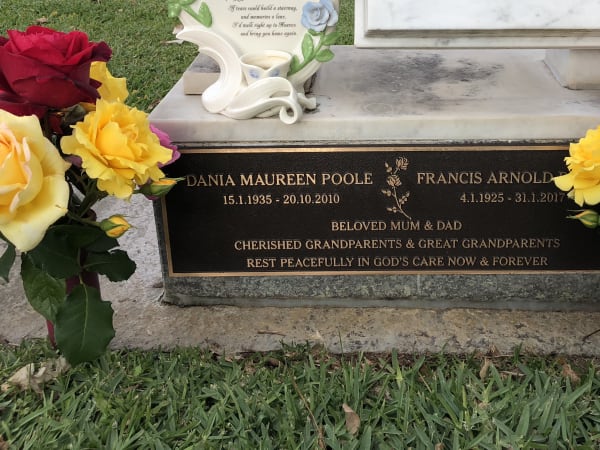 If tears could build a stairway,
and memories a lane,
I'd walk right up to Heaven
and bring you home again.
DANIA MAUREEN POOLE FRANCIS ARNOLD
15.1.1935 - 20.10.2010 4.1.1925 - 31.1.2017
BELOVED MUM & DAD
CHERISHED GRANDPARENTS & GREAT GRANDPARENTS
REST PEACEFULLY IN GOD'S CARE NOW & FOREVER